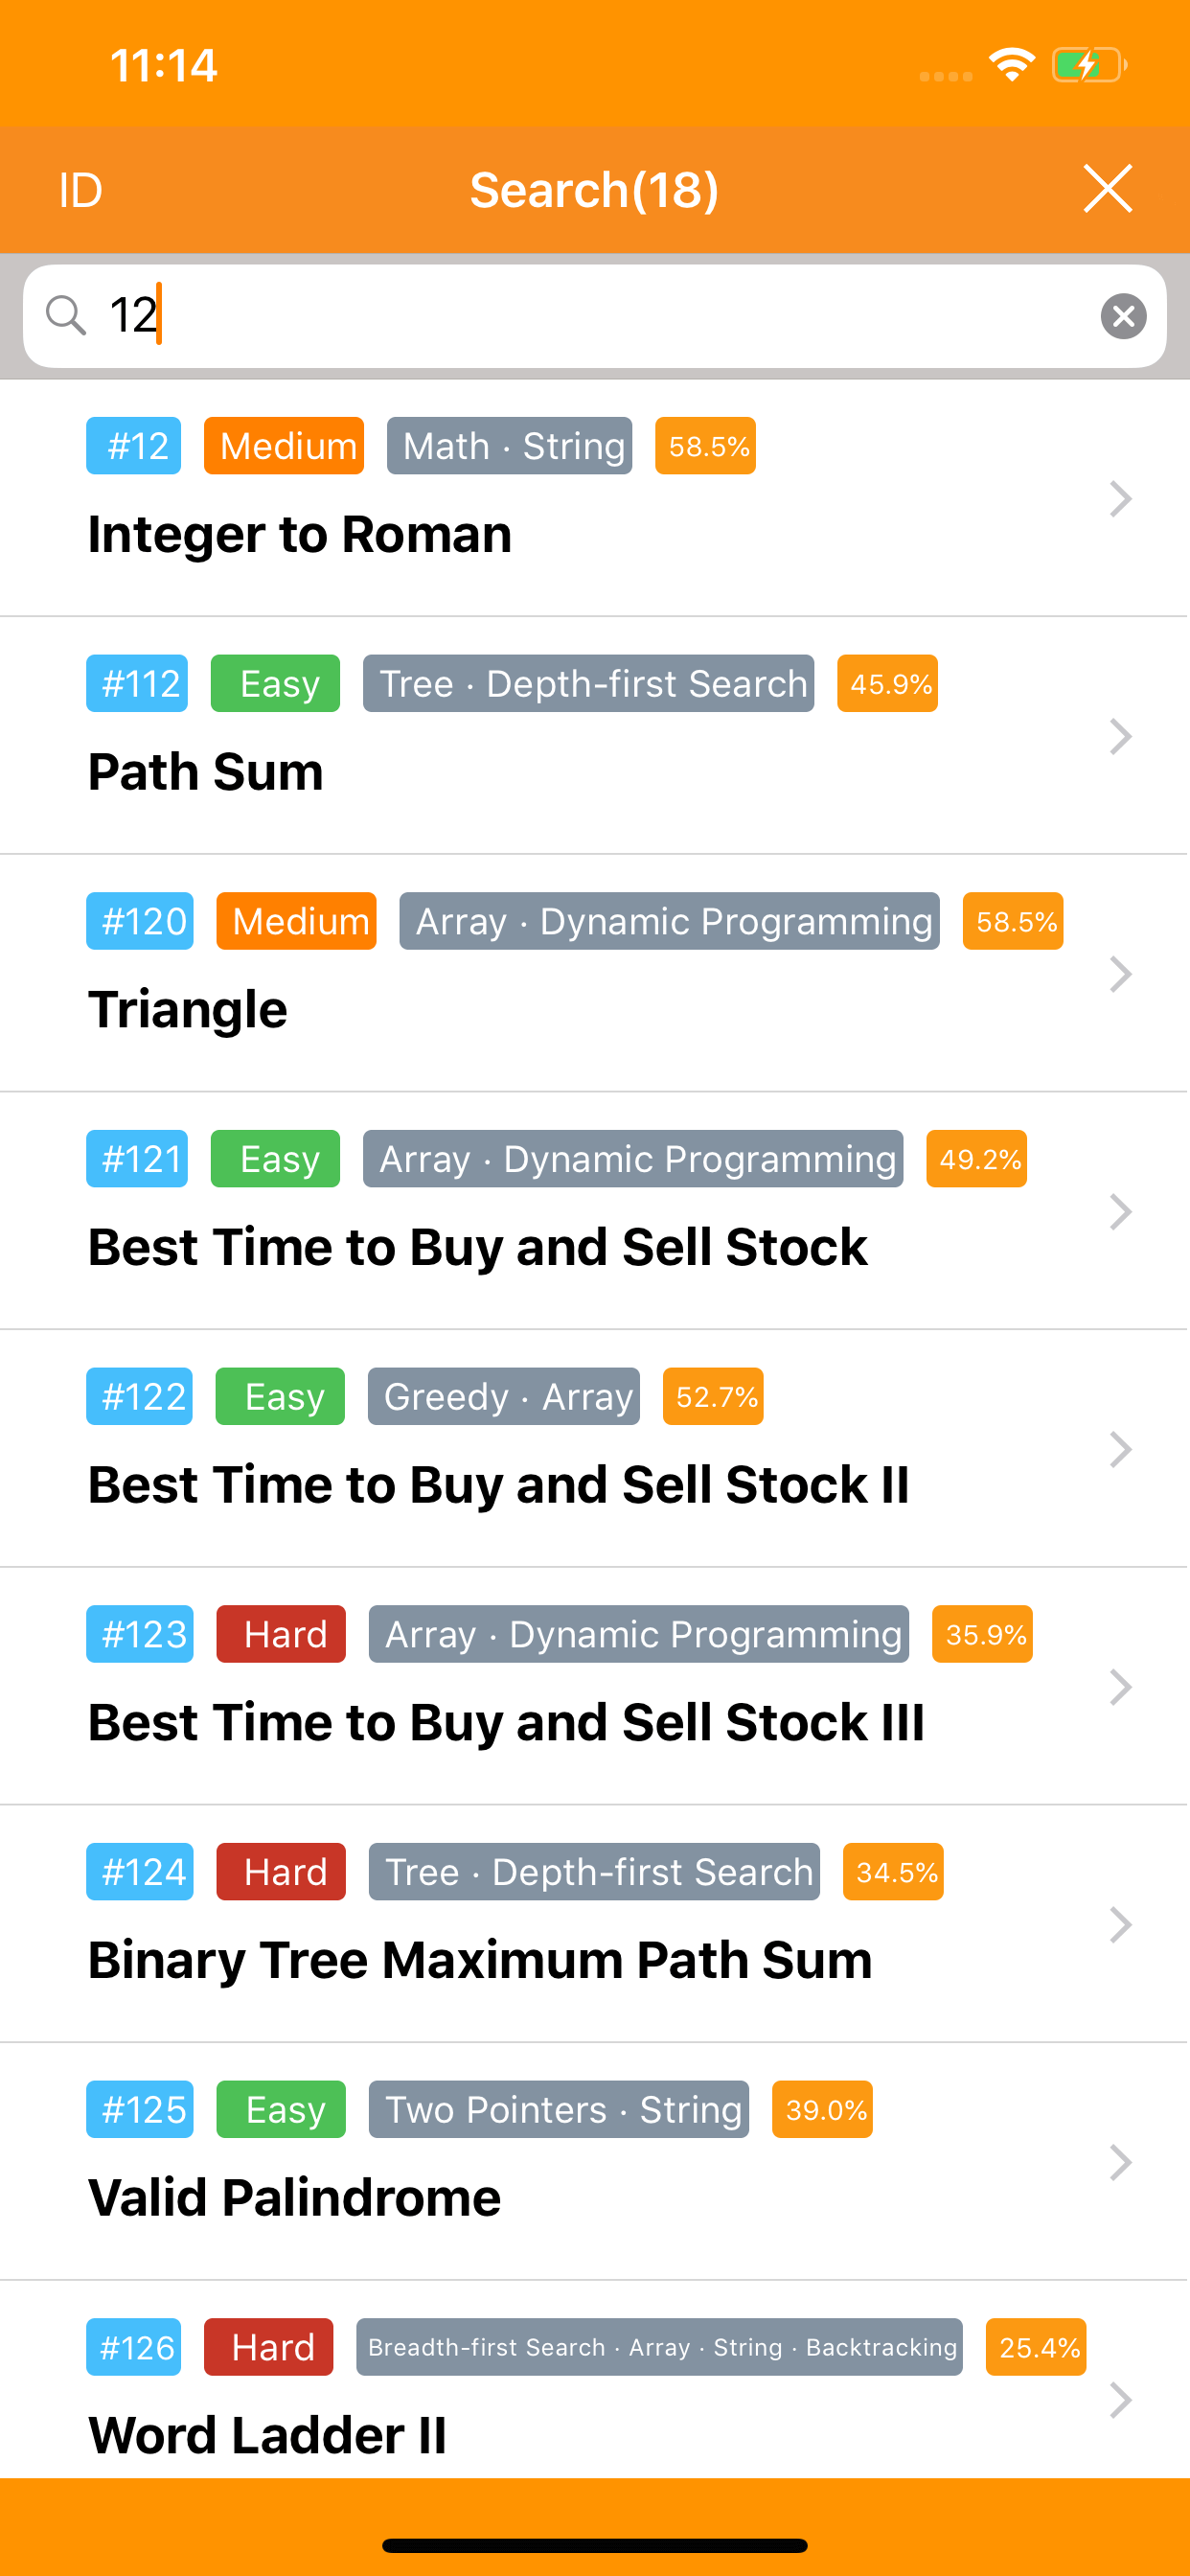 11:14
ID Search(18)
12
#12 Medium Math · String 58.5%
Integer to Roman
#112 Easy Tree · Depth-first Search 45.9%
Path Sum
#120 Medium Array · Dynamic Programming 58.5%
Triangle
#121 Easy Array · Dynamic Programming 49.2%
Best Time to Buy and Sell Stock
#122 Easy Greedy · Array 52.7%
Best Time to Buy and Sell Stock II
#123 Hard Array · Dynamic Programming 35.9%
Best Time to Buy and Sell Stock III
#124 Hard Tree · Depth-first Search 34.5%
Binary Tree Maximum Path Sum
#125 Easy Two Pointers · String 39.0%
Valid Palindrome
#126 Hard Breadth-first Search · Array · String · Backtracking 25.4%
Word Ladder II